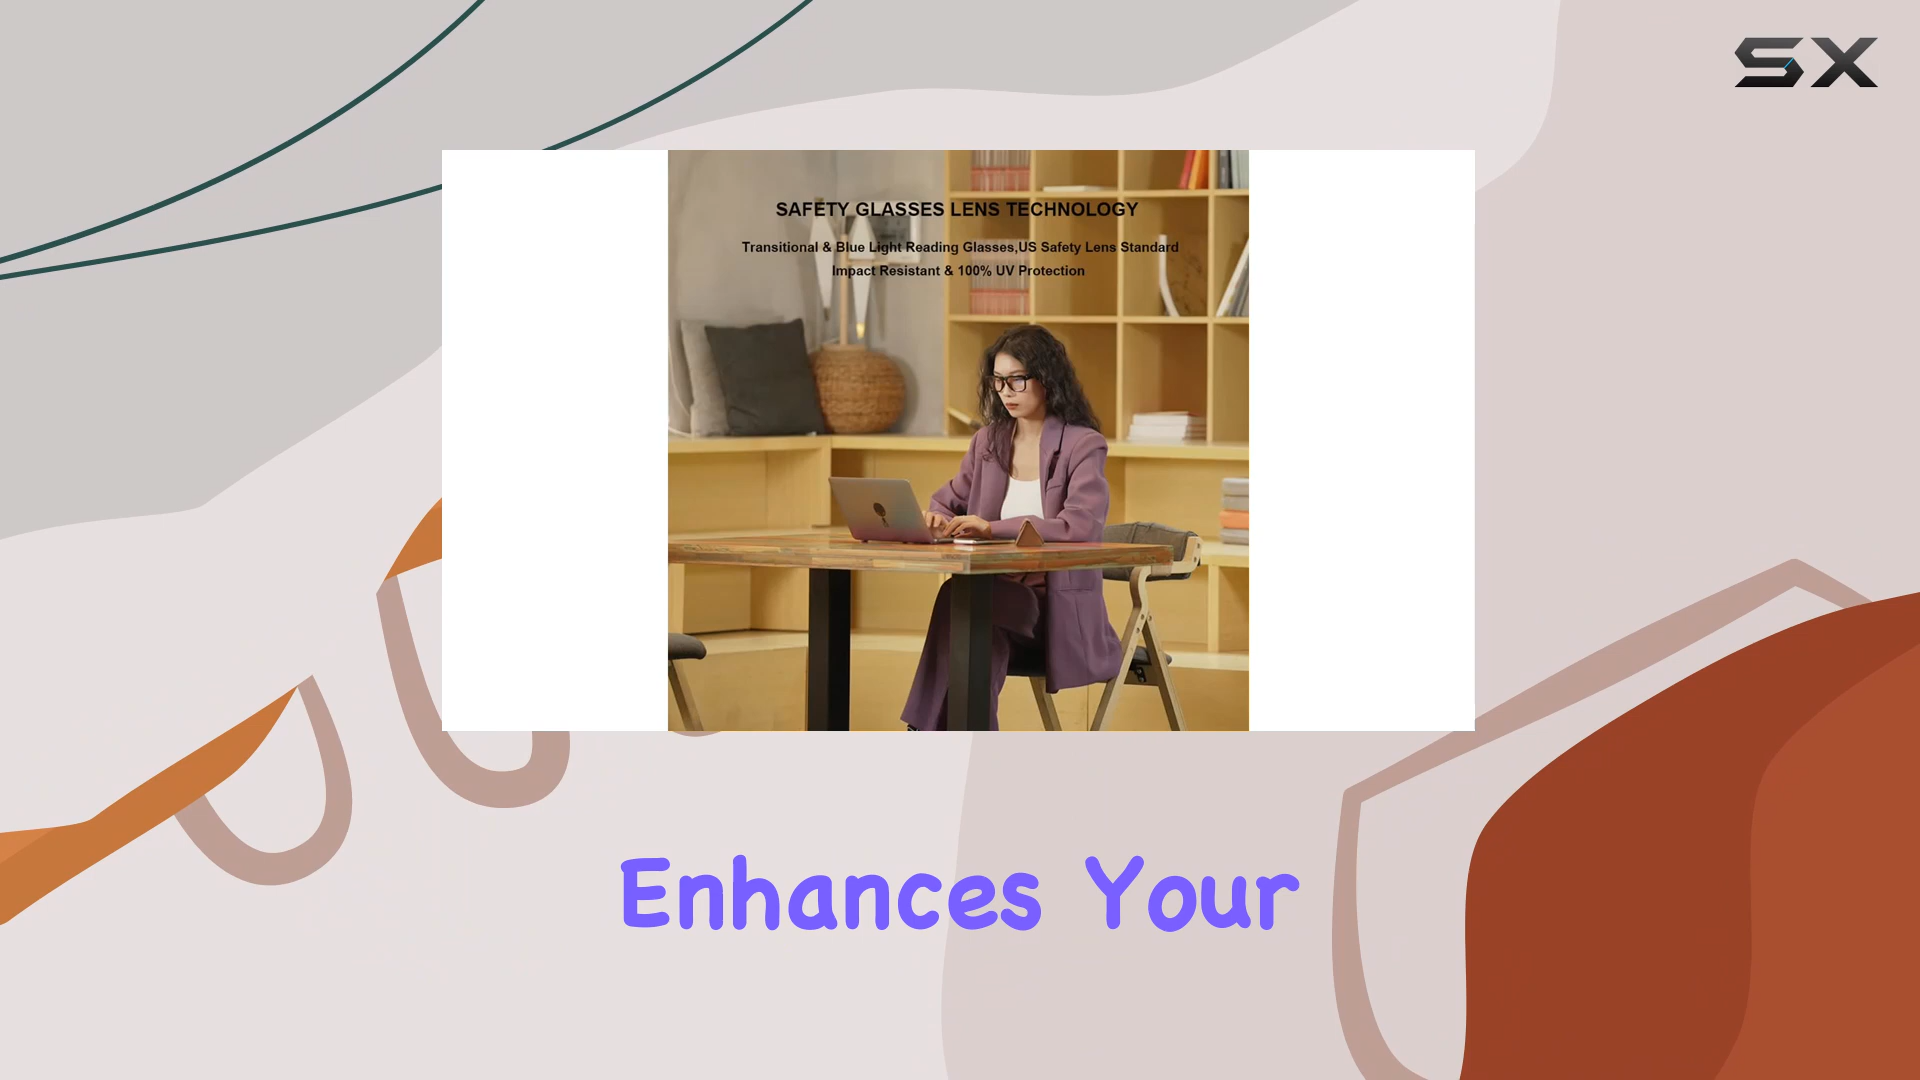 SX
SAFETY GLASSES LENS TECHNOLOGY
Transitional & Blue Light Reading Glasses,US Safety Lens Standard
Impact Resistant & 100% UV Protection
Enhances Your